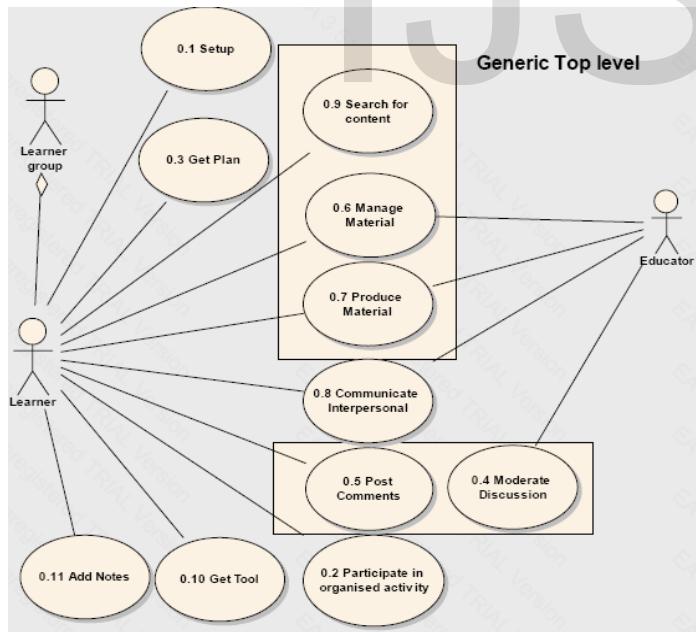 IJS
0.1 Setup
Generic Top level
0.9 Search for
content
Learner
group
0.3 Get Plan
0.6 Manage
Material
Educator
0.7 Produce
Material
Learner
0.8 Communicate
Interpersonal
0.5 Post
Comments
0.4 Moderate
Discussion
0.11 Add Notes
0.10 Get Tool
0.2 Participate in
organised activity